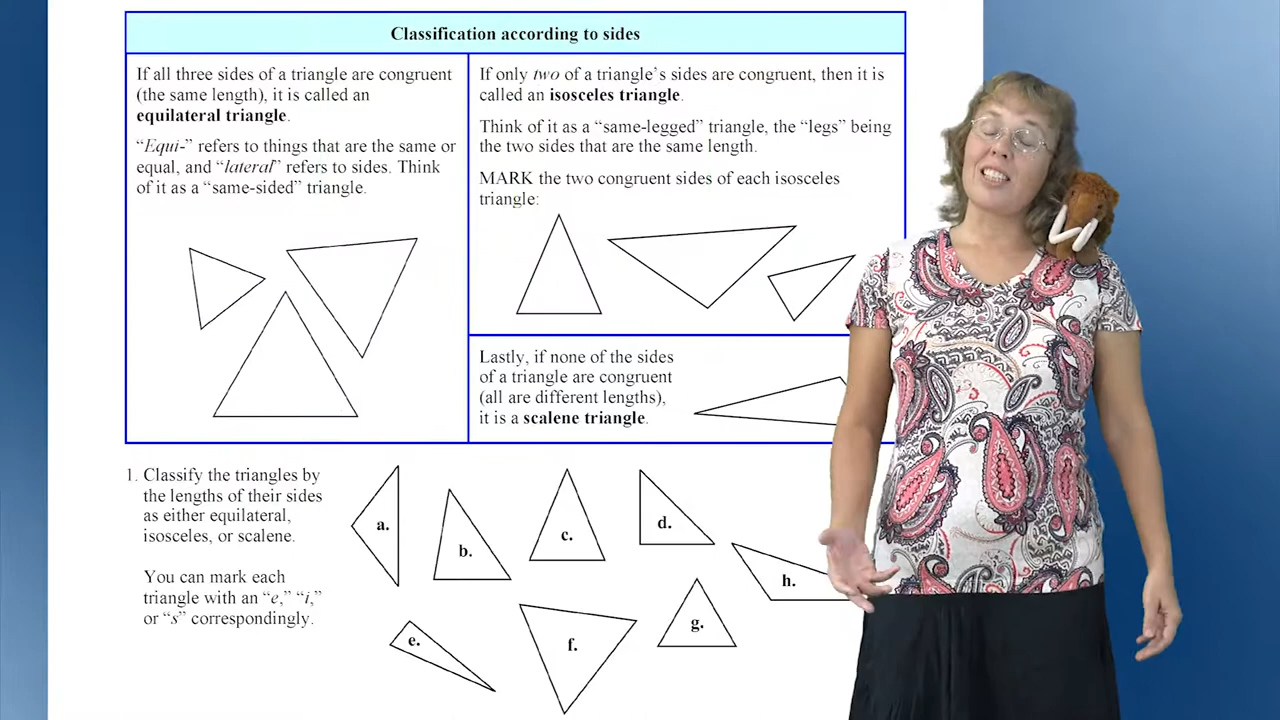 Classification according to sides
If all three sides of a triangle are congruent
(the same length), it is called an
equilateral triangle.
“Equi-” refers to things that are the same or
equal, and “lateral” refers to sides. Think
of it as a “same-sided” triangle.
If only two of a triangle’s sides are congruent, then it is
called an isosceles triangle.
Think of it as a “same-legged” triangle, the “legs” being
the two sides that are the same length.
MARK the two congruent sides of each isosceles
triangle:
Lastly, if none of the sides
of a triangle are congruent
(all are different lengths),
it is a scalene triangle.
1. Classify the triangles by
the lengths of their sides
as either equilateral,
isosceles, or scalene.
You can mark each
triangle with an “e,” “i,”
or “s” correspondingly.
a.
b.
c.
d.
h.
e.
f.
g.